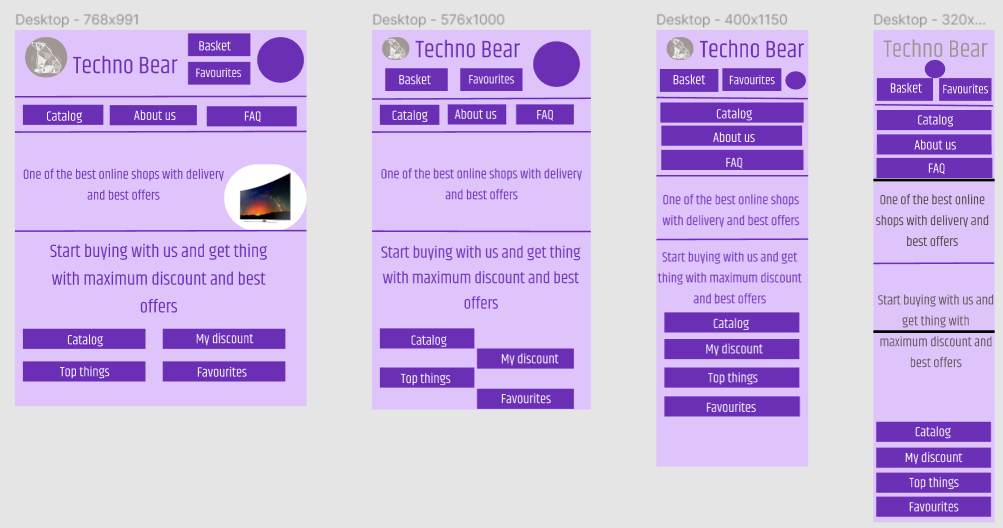 Desktop - 768x991
Techno Bear
Basket
Favourites
Catalog
About us
FAQ
One of the best online shops with delivery
and best offers
Start buying with us and get thing
with maximum discount and best
offers
Catalog
My discount
Top things
Favourites
Desktop - 576x1000
Techno Bear
Basket
Favourites
Catalog
About us
FAQ
One of the best online shops with delivery
and best offers
Start buying with us and get thing
with maximum discount and best
offers
Catalog
My discount
Top things
Favourites
Desktop - 400x1150
Techno Bear
Basket
Favourites
Catalog
About us
FAQ
One of the best online shops
with delivery and best offers
Start buying with us and get
thing with maximum discount
and best offers
Catalog
My discount
Top things
Favourites
Desktop - 320x...
Techno Bear
Basket
Favourites
Catalog
About us
FAQ
One of the best online
shops with delivery and
best offers
Start buying with us and
get thing with
maximum discount and
best offers
Catalog
My discount
Top things
Favourites